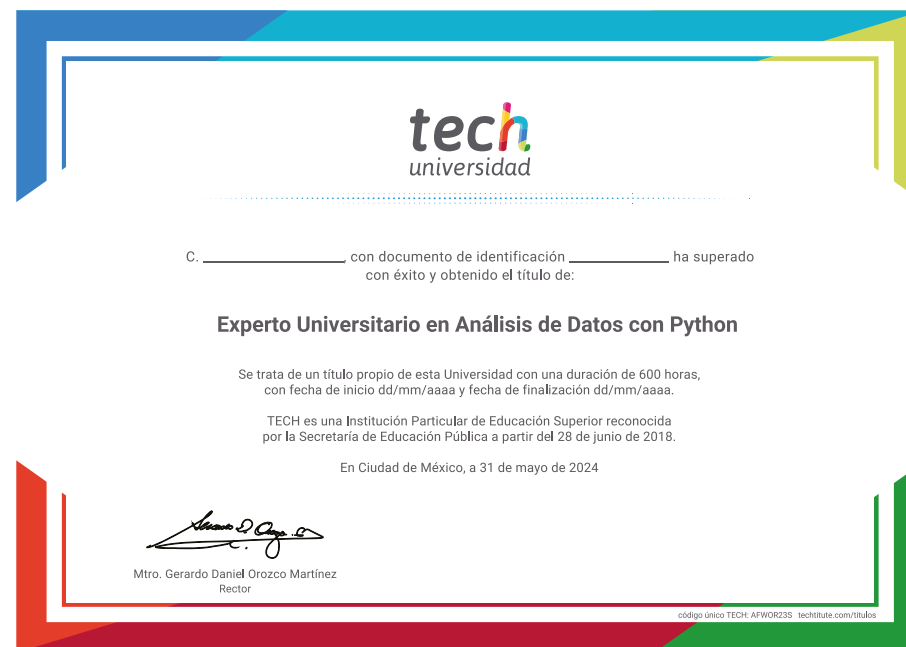 tech
universidad
C. ____________, con documento de identificación ____________ ha superado
con éxito y obtenido el título de:
Experto Universitario en Análisis de Datos con Python
Se trata de un título propio de esta Universidad con una duración de 600 horas,
con fecha de inicio dd/mm/aaaa y fecha de finalización dd/mm/aaaa.
TECH es una Institución Particular de Educación Superior reconocida
por la Secretaría de Educación Pública a partir del 28 de junio de 2018.
En Ciudad de México, a 31 de mayo de 2024
Mtro. Gerardo Daniel Orozco Martínez
Rector
código único TECH: AFWOR23S techtitute.com/titulos